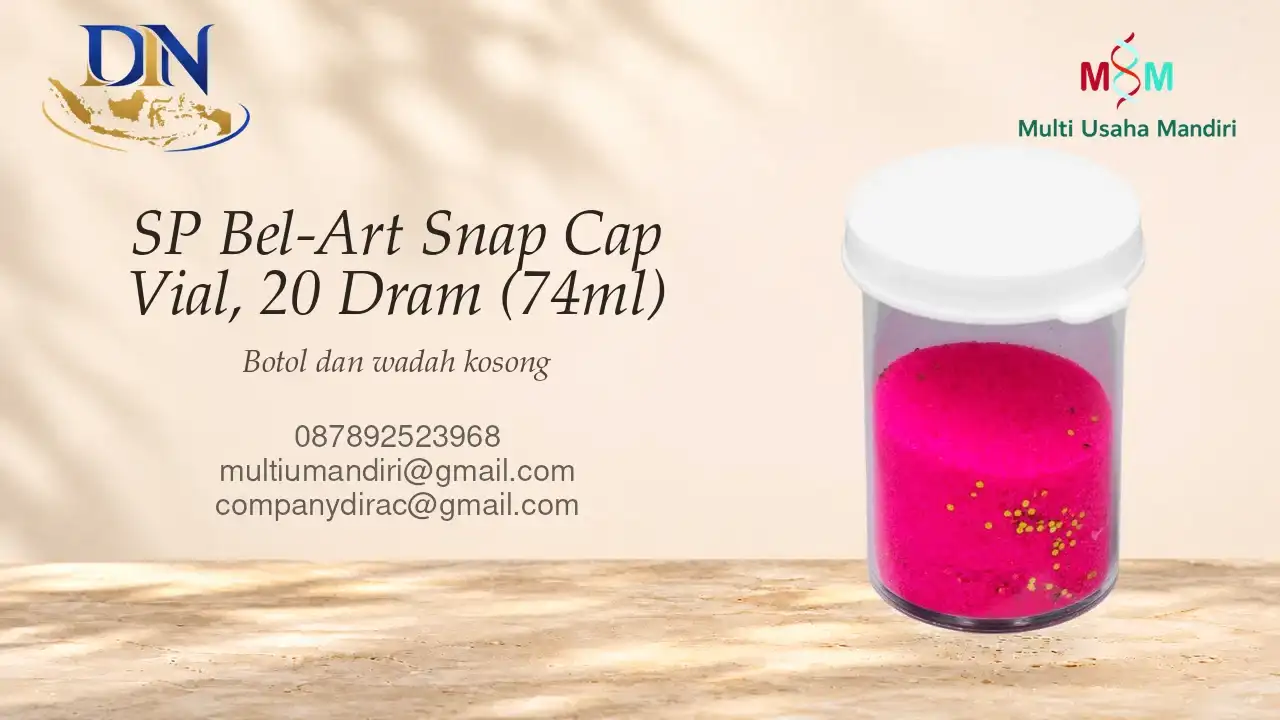 DN
M M
Multi Usaha Mandiri
SP Bel-Art Snap Cap
Vial, 20 Dram (74ml)
Botol dan wadah kosong
087892523968
multiumandiri@gmail.com
companydirac@gmail.com